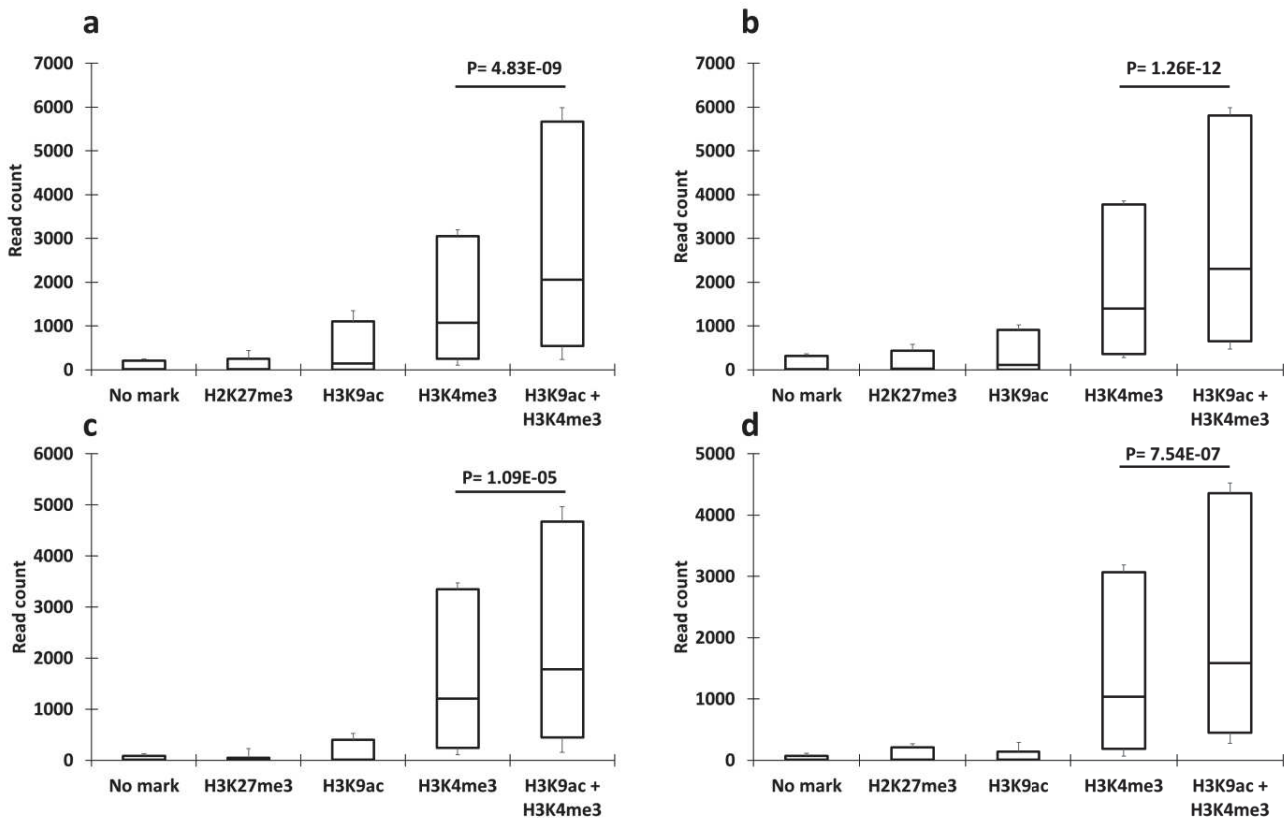 a
P= 4.83E-09
Read count
7000
6000
5000
4000
3000
2000
1000
0
No mark H2K27me3 H3K9ac H3K4me3 H3K9ac +
H3K4me3
b
P= 1.26E-12
Read count
7000
6000
5000
4000
3000
2000
1000
0
No mark H2K27me3 H3K9ac H3K4me3 H3K9ac +
H3K4me3
c
P= 1.09E-05
Read count
6000
5000
4000
3000
2000
1000
0
No mark H3K27me3 H3K9ac H3K4me3 H3K9ac +
H3K4me3
d
P= 7.54E-07
Read count
5000
4000
3000
2000
1000
0
No mark H2K27me3 H3K9ac H3K4me3 H3K9ac +
H3K4me3